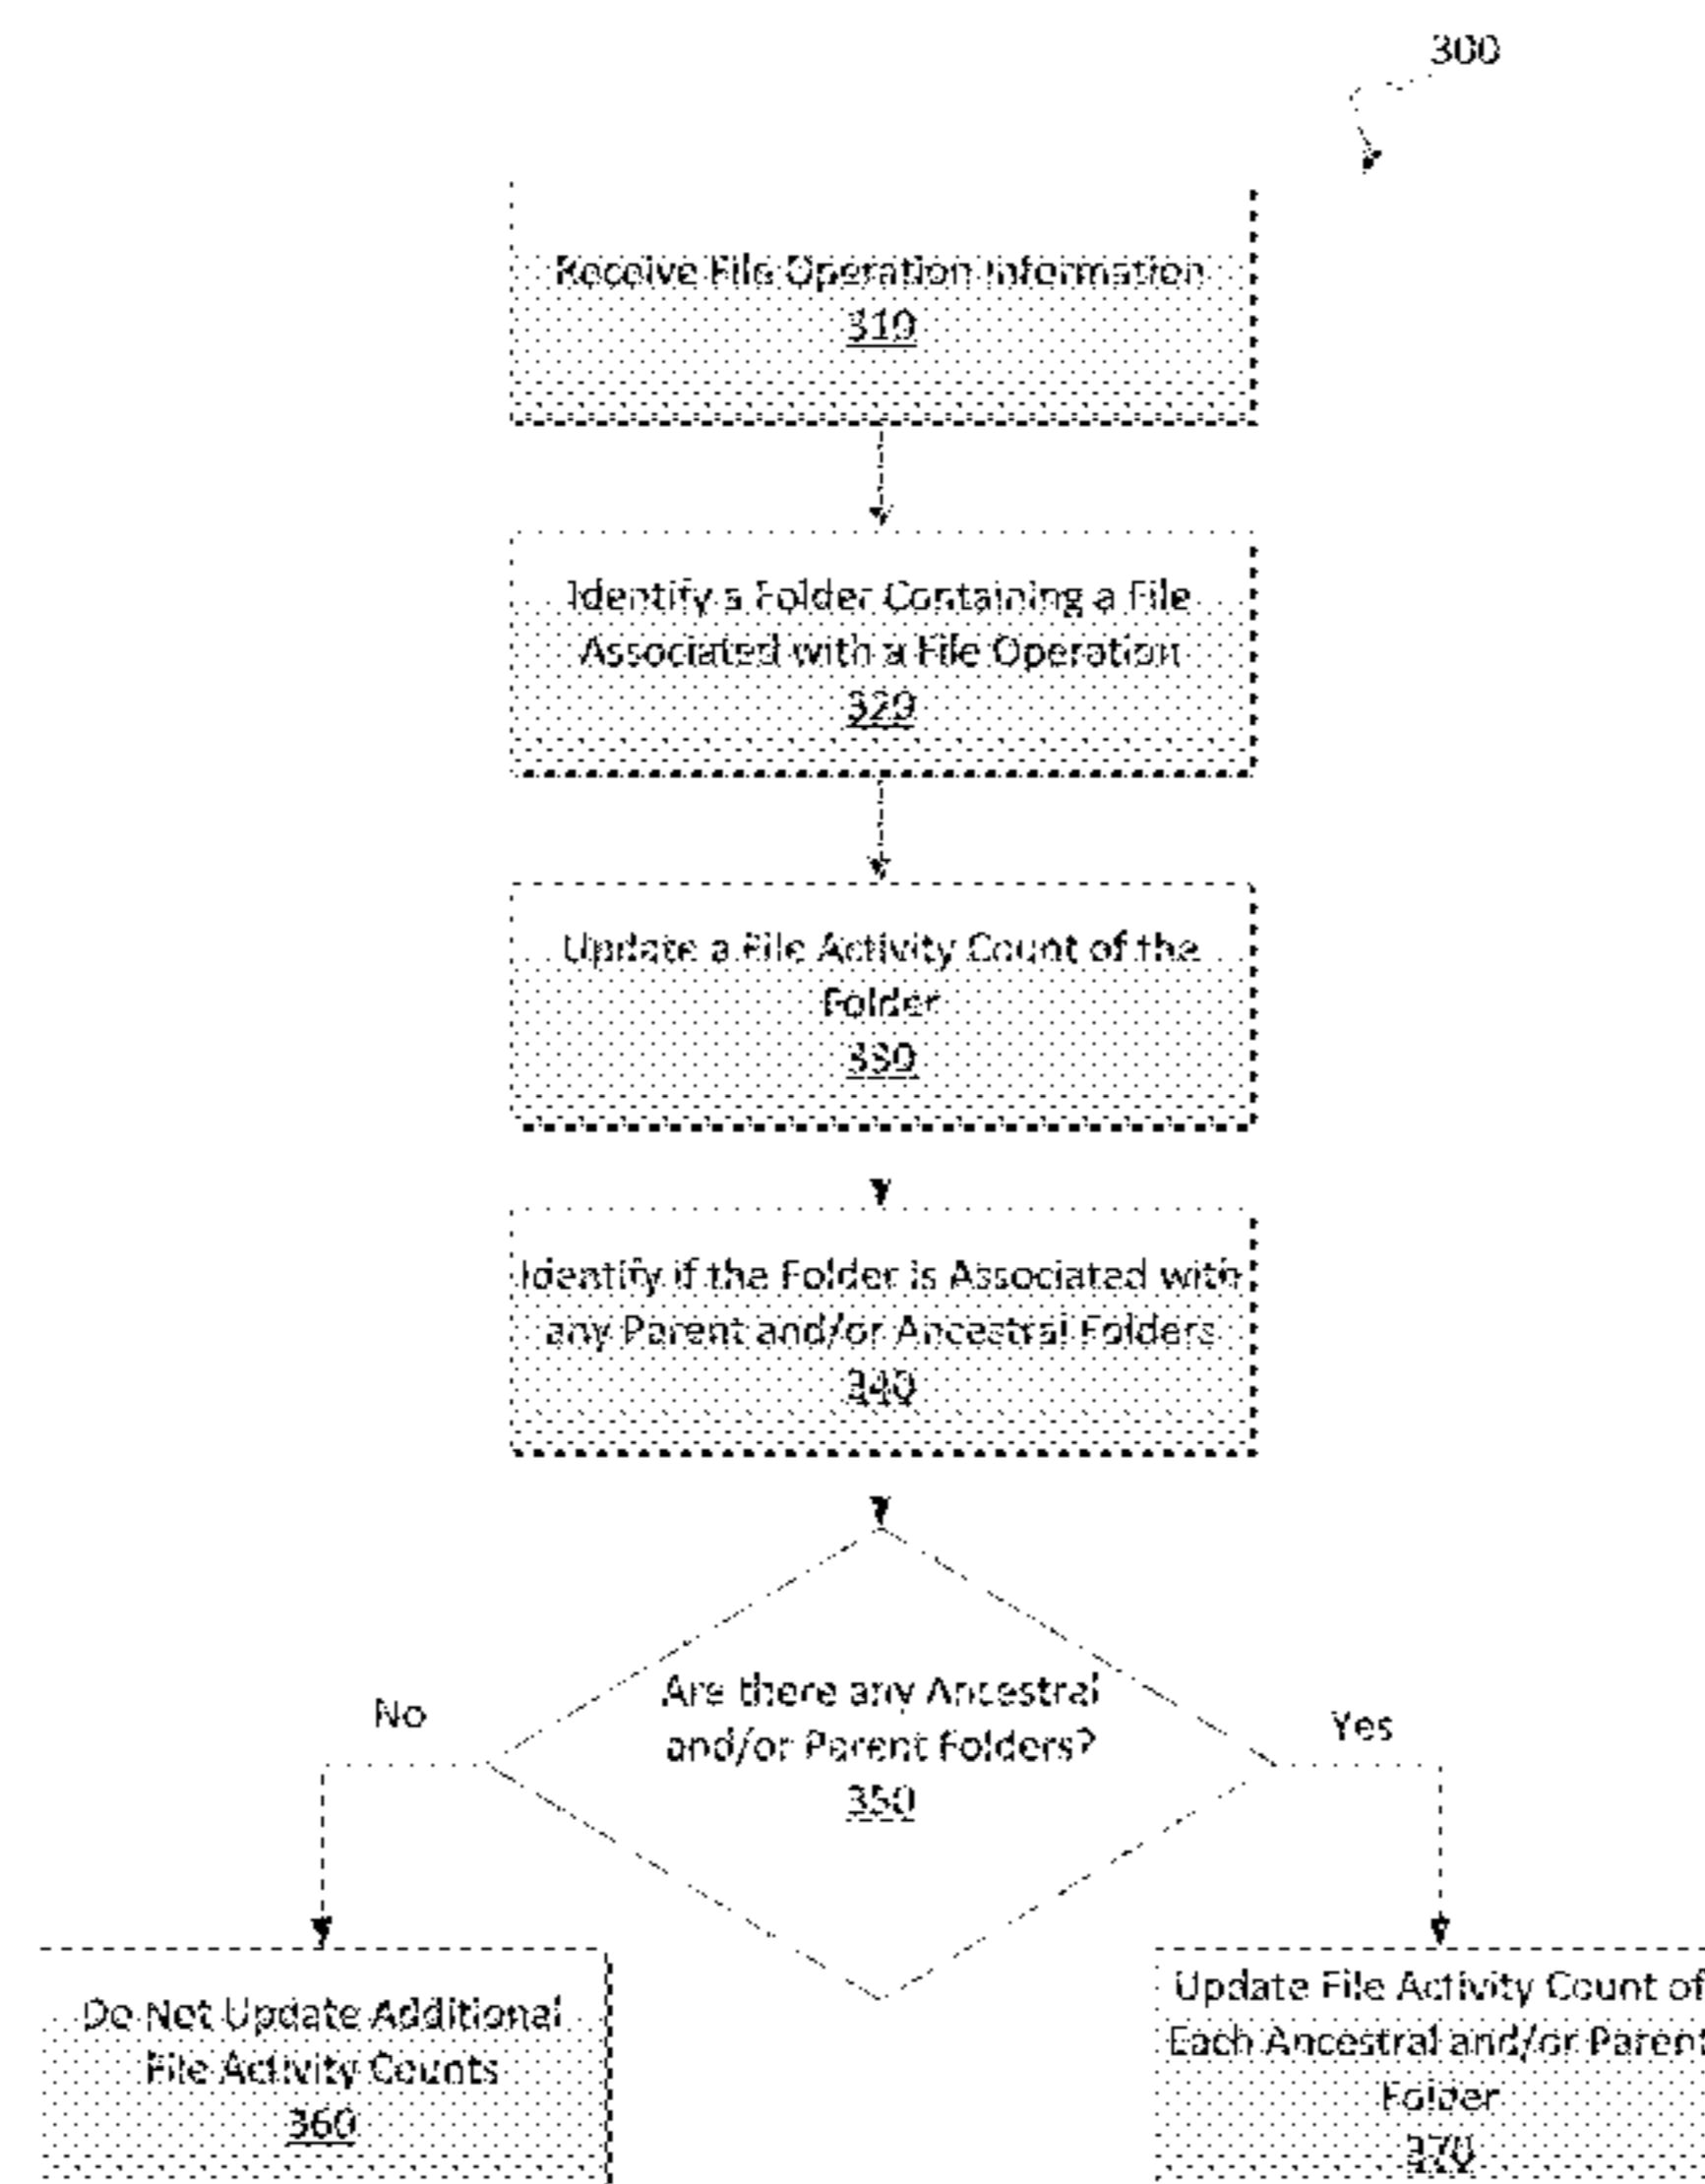 300
Receive File Operation Information
310
Identify a Folder Containing a File
Associated with a File Operation
320
Update a File Activity Count of the
Folder
330
Identify if the Folder is Associated with
any Parent and/or Ancestral Folders
340
Are there any Ancestral
and/or Parent Folders?
350
No
Yes
Do Not Update Additional
File Activity Counts
360
Update File Activity Count of
Each Ancestral and/or Parent
Folder
370